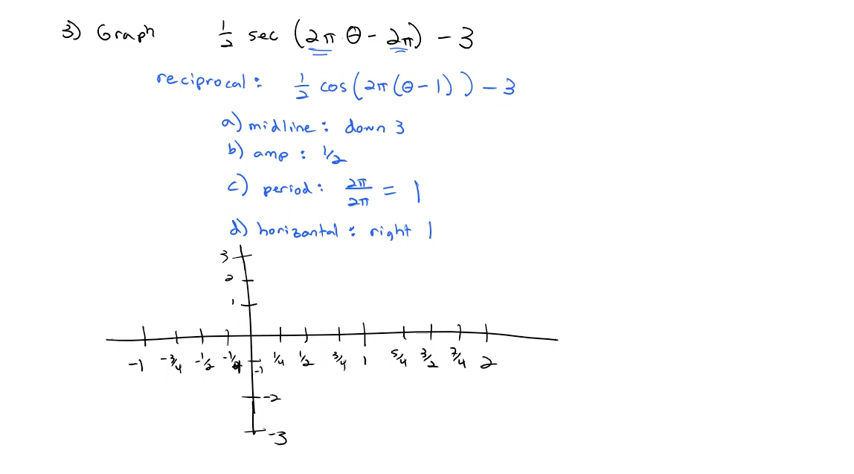 3) Graph ½ sec (2π θ - 2π) - 3
reciprocal: ½ cos(2π(θ - 1)) - 3
a) midline: down 3
b) amp: 1/2
c) period: 2π/2π = 1
d) horizontal: right 1
3
2
1
-1 -3/4 -1/2 -1/4 1/4 1/2 3/4 1 5/4 3/2 7/4 2
-1
-2
-3